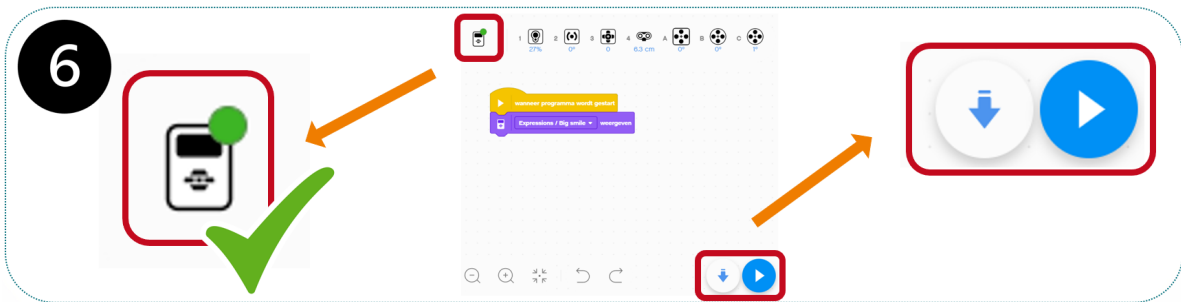 6
1 2 3 4 A B C
27% 0° 0 6.3 cm 0° 0° 1°
wanneer programma wordt gestart
Expressions / Big smile weergeven